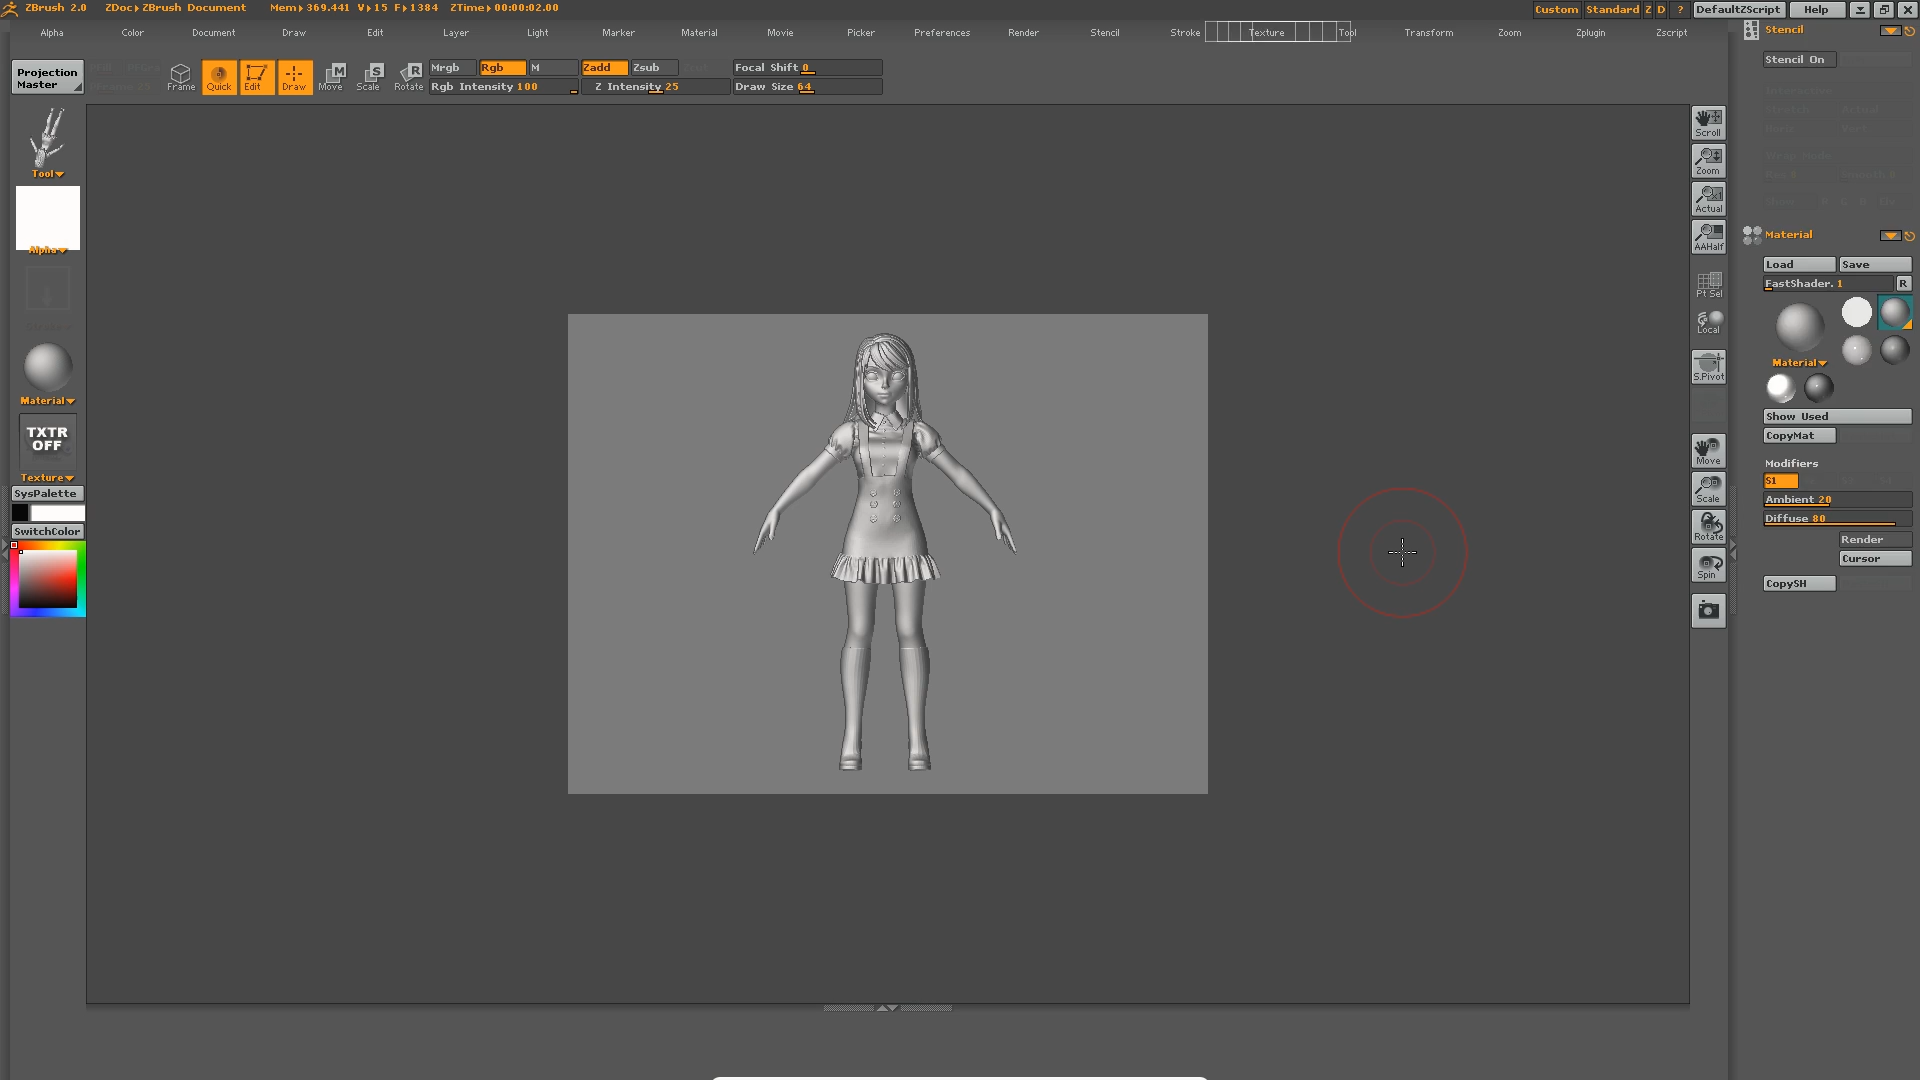 ZBrush 2.0 ZDoc ZBrush Document Mem 369.441 V 15 F 1384 ZTime 00:00:02.00 Custom Standard Z D ? DefaultZScript Help
Alpha Color Document Draw Edit Layer Light Marker Material Movie Picker Preferences Render Stencil Stroke Texture Tool Transform Zoom Zplugin Zscript
Projection Master
Frame Quick Edit Draw Move Scale Rotate
M S R
Mrgb Rgb M Zadd Zsub Focal Shift 0
Rgb Intensity 100 Z Intensity 25 Draw Size 64
Tool
Alpha
Material
TXTR OFF
Texture
SysPalette
SwitchColor
Scroll
Zoom
Actual
AAHalf
Pt Sel
Local
S.Pivot
Move
Scale
Rotate
Spin
Stencil
Stencil On
Material
Load Save
FastShader. 1 R
Material
Show Used
CopyMat
Modifiers
S1
Ambient 20
Diffuse 80
Render
Cursor
CopySH